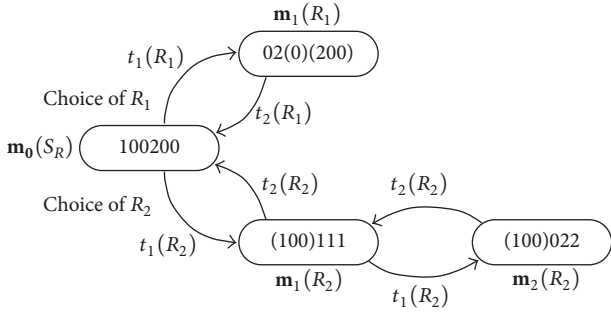 m₁(R₁)
02(0)(200)
t₁(R₁)
Choice of R₁
t₂(R₁)
m₀(S_R)
100200
Choice of R₂
t₁(R₂)
t₂(R₂)
t₂(R₂)
(100)111
(100)022
m₁(R₂)
t₁(R₂)
m₂(R₂)